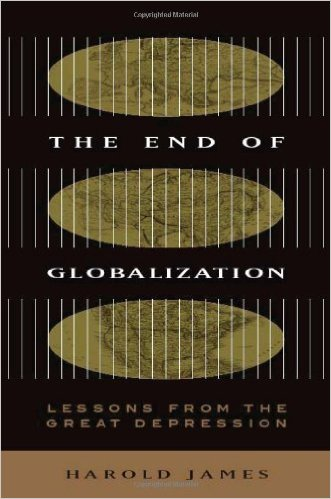 THE END OF
GLOBALIZATION
LESSONS FROM THE
GREAT DEPRESSION
HAROLD JAMES